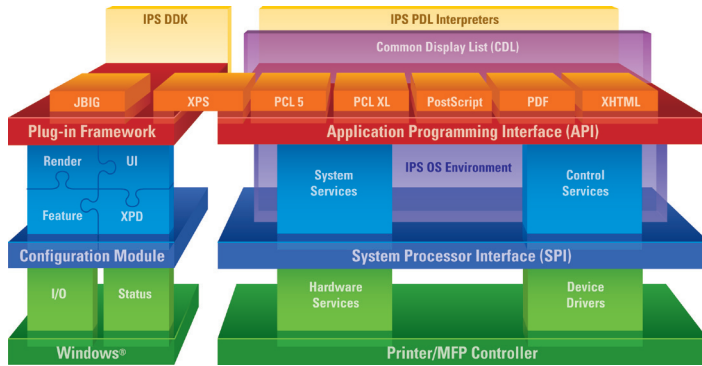 IPS DDK
IPS PDL Interpreters
Common Display List (CDL)
JBIG
XPS
PCL 5
PCL XL
PostScript
PDF
XHTML
Plug-in Framework
Application Programming Interface (API)
Render
UI
Feature
XPD
System
Services
IPS OS Environment
Control
Services
Configuration Module
System Processor Interface (SPI)
I/O
Status
Hardware
Services
Device
Drivers
Windows®
Printer/MFP Controller